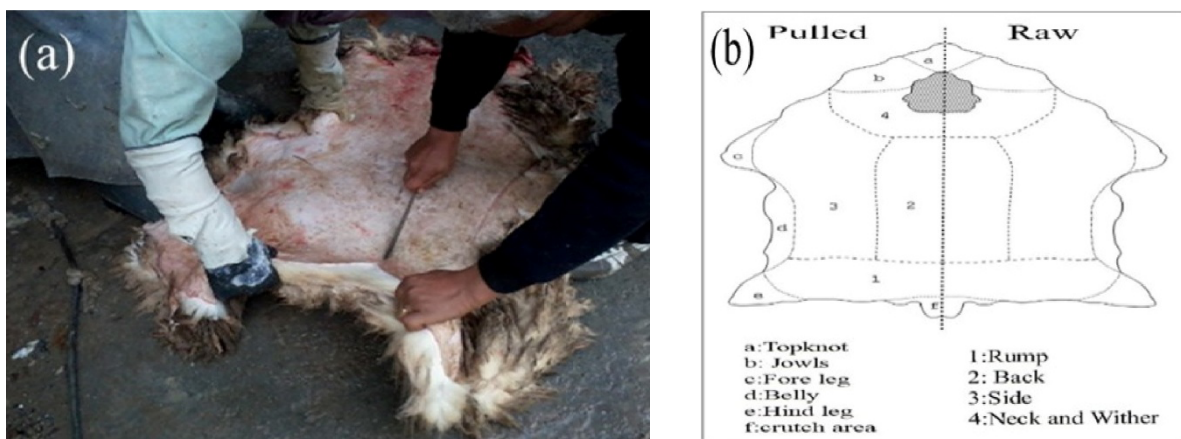 (a)
(b)
Pulled Raw
a
b
4
c
3 2
d
1
e
f
a:Topknot
b: Jowls
c:Fore leg
d:Belly
e:Hind leg
f:crutch area
1:Rump
2: Back
3:Side
4:Neck and Wither